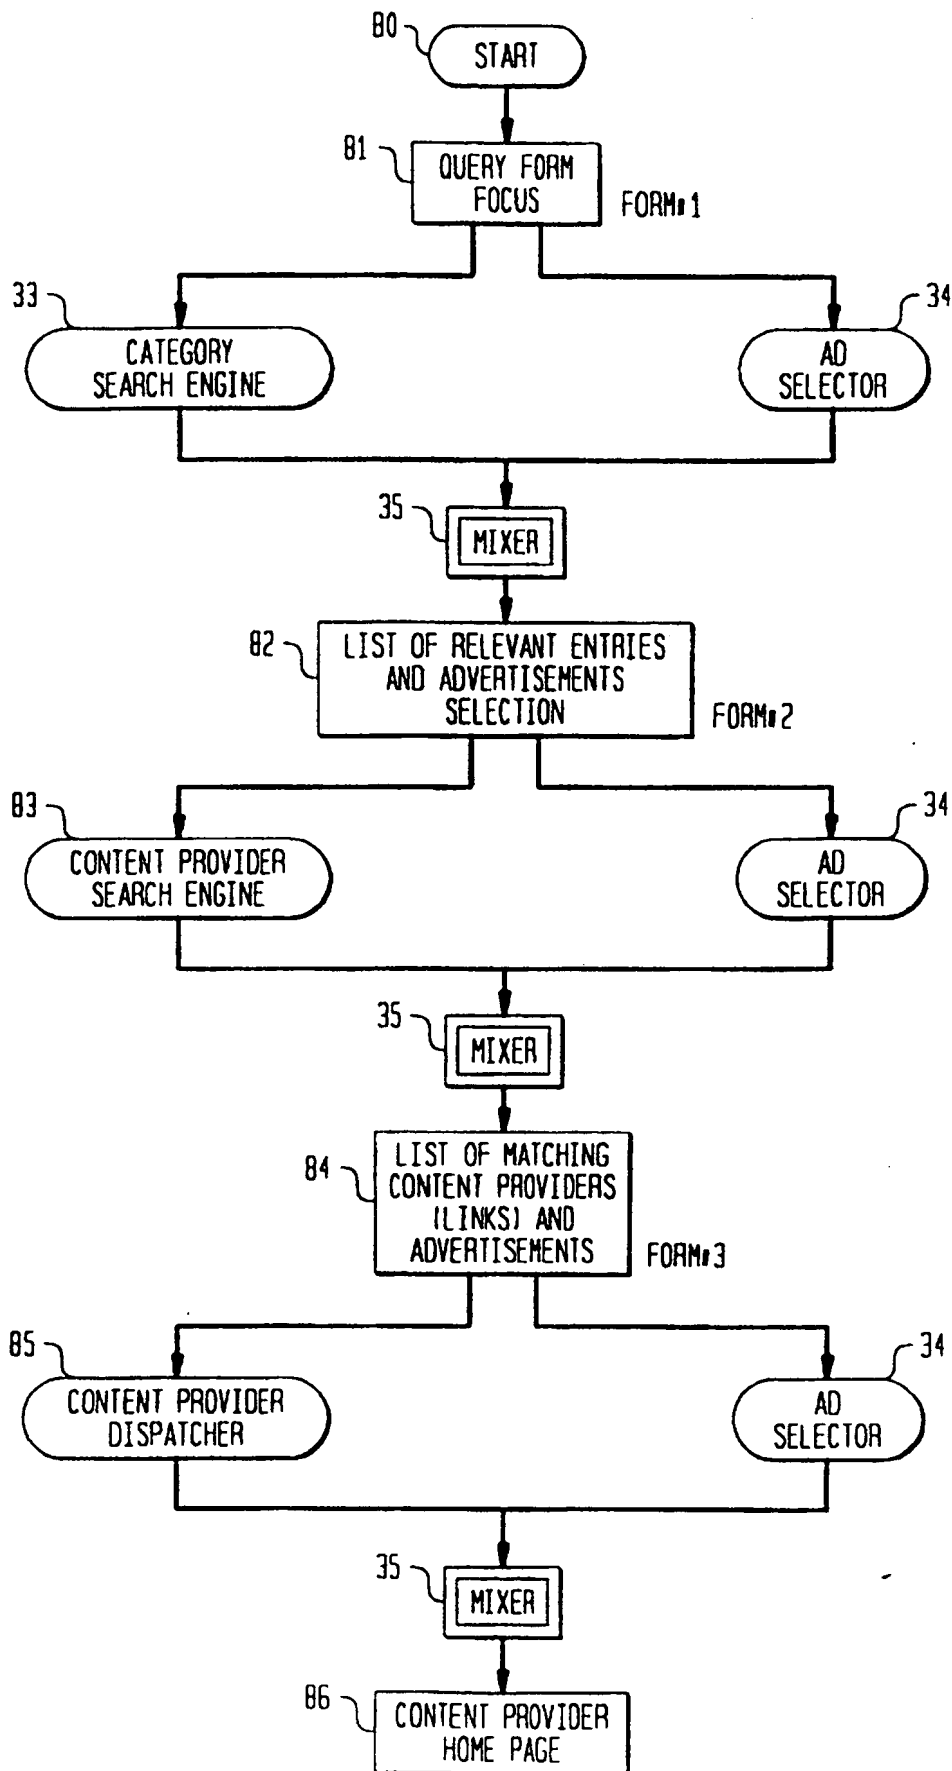 80
START
81
QUERY FORM
FOCUS
FORM#1
33
CATEGORY
SEARCH ENGINE
34
AD
SELECTOR
35
MIXER
82
LIST OF RELEVANT ENTRIES
AND ADVERTISEMENTS
SELECTION
FORM#2
83
CONTENT PROVIDER
SEARCH ENGINE
34
AD
SELECTOR
35
MIXER
84
LIST OF MATCHING
CONTENT PROVIDERS
(LINKS) AND
ADVERTISEMENTS
FORM#3
85
CONTENT PROVIDER
DISPATCHER
34
AD
SELECTOR
35
MIXER
86
CONTENT PROVIDER
HOME PAGE